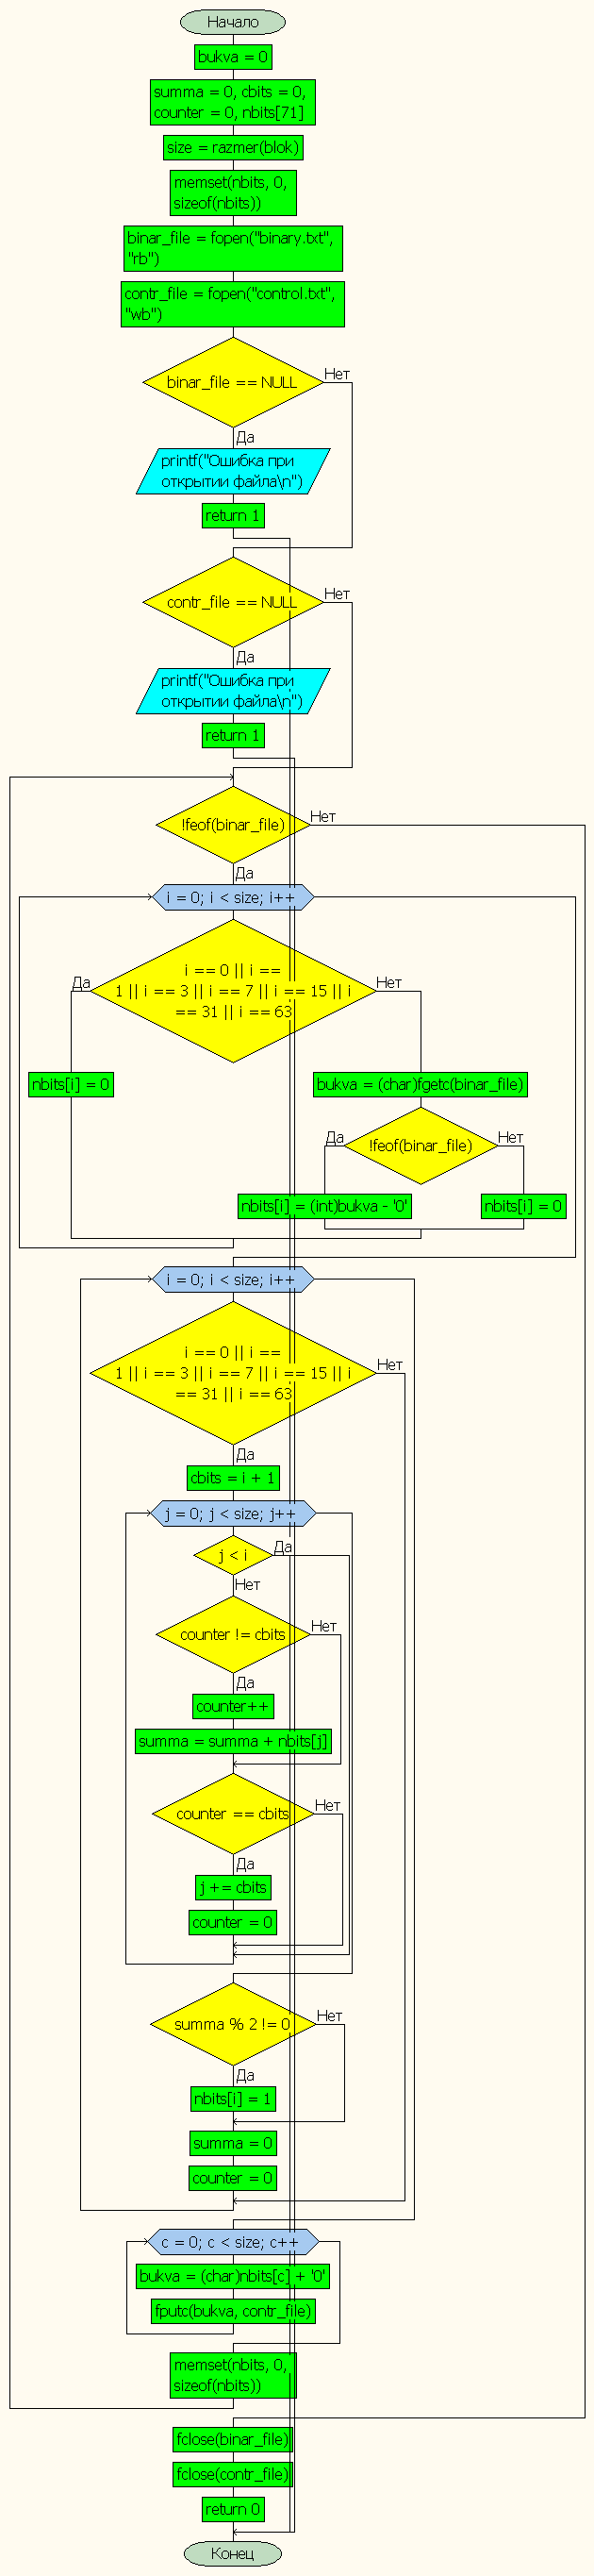 Начало
bukva = 0
summa = 0, cbits = 0,
counter = 0, nbits[71]
size = razmer(blok)
memset(nbits, 0,
sizeof(nbits))
binar_file = fopen("binary.txt",
"rb")
contr_file = fopen("control.txt",
"wb")
binar_file == NULL
Нет
Да
printf("Ошибка при
открытии файла\n")
return 1
contr_file == NULL
Нет
Да
printf("Ошибка при
открытии файла\n")
return 1
!feof(binar_file)
Нет
Да
i = 0; i < size; i++
i == 0 || i ==
1 || i == 3 || i == 7 || i == 15 || i
== 31 || i == 63
Да
Нет
nbits[i] = 0
bukva = (char)fgetc(binar_file)
!feof(binar_file)
Да
Нет
nbits[i] = (int)bukva - '0'
nbits[i] = 0
i = 0; i < size; i++
i == 0 || i ==
1 || i == 3 || i == 7 || i == 15 || i
== 31 || i == 63
Нет
Да
cbits = i + 1
j = 0; j < size; j++
j < i
Да
Нет
counter != cbits
Нет
Да
counter++
summa = summa + nbits[j]
counter == cbits
Нет
Да
j += cbits
counter = 0
summa % 2 != 0
Нет
Да
nbits[i] = 1
summa = 0
counter = 0
c = 0; c < size; c++
bukva = (char)nbits[c] + '0'
fputc(bukva, contr_file)
memset(nbits, 0,
sizeof(nbits))
fclose(binar_file)
fclose(contr_file)
return 0
Конец